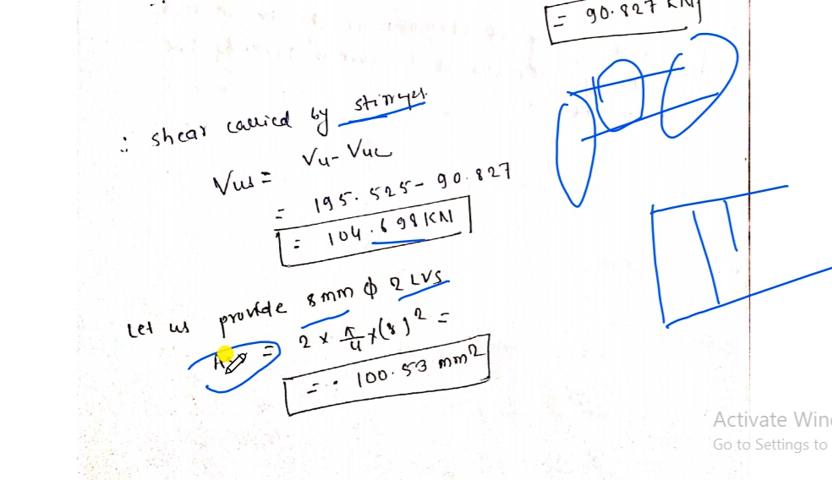 = 90.827 KN
∴ shear carried by stirrups
Vus = Vu - Vuc
= 195.525 - 90.827
= 104.698 KN
Let us provide 8mm ϕ 2 LVS
= 2 × π/4 × (8)² =
= 100.53 mm²
Activate Win
Go to Settings to